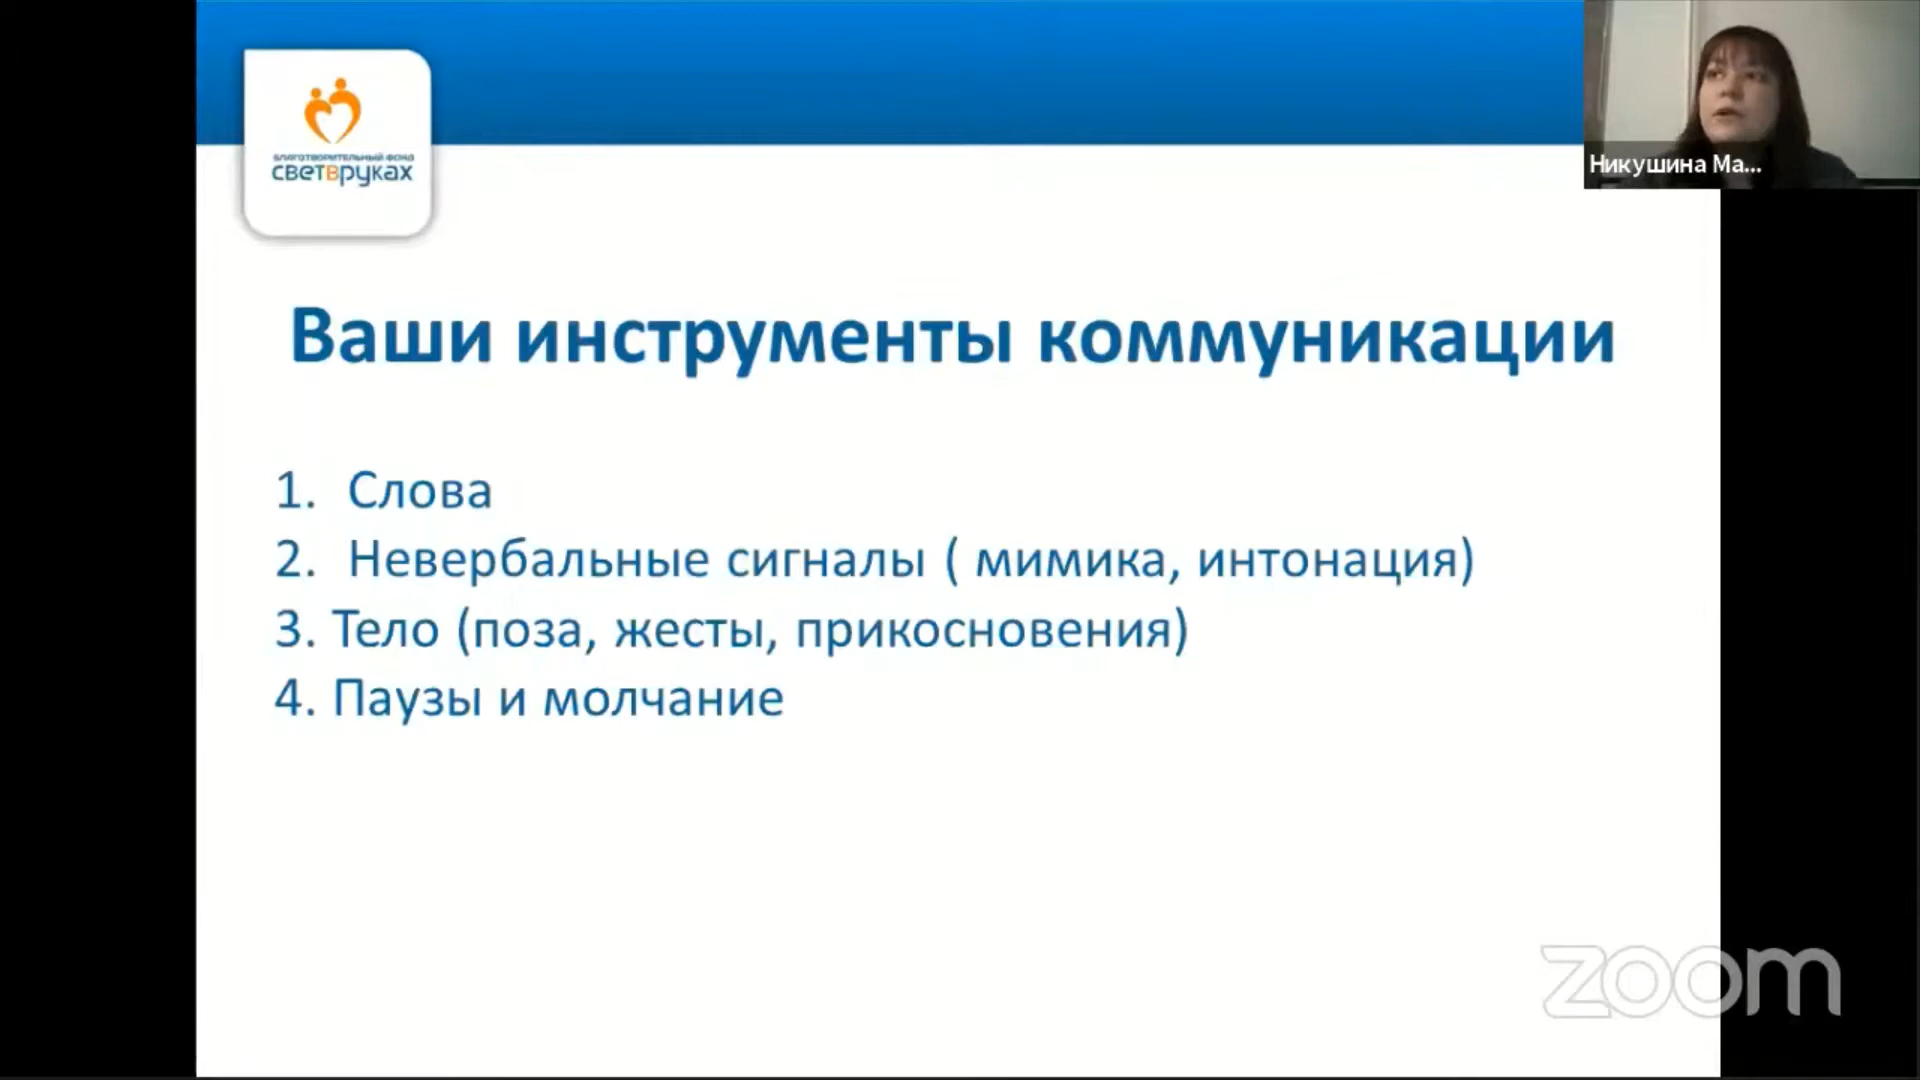 БЛАГОТВОРИТЕЛЬНЫЙ ФОНД
светвруках
Никушина Ма...
Ваши инструменты коммуникации
1. Слова
2. Невербальные сигналы ( мимика, интонация)
3. Тело (поза, жесты, прикосновения)
4. Паузы и молчание
zoom